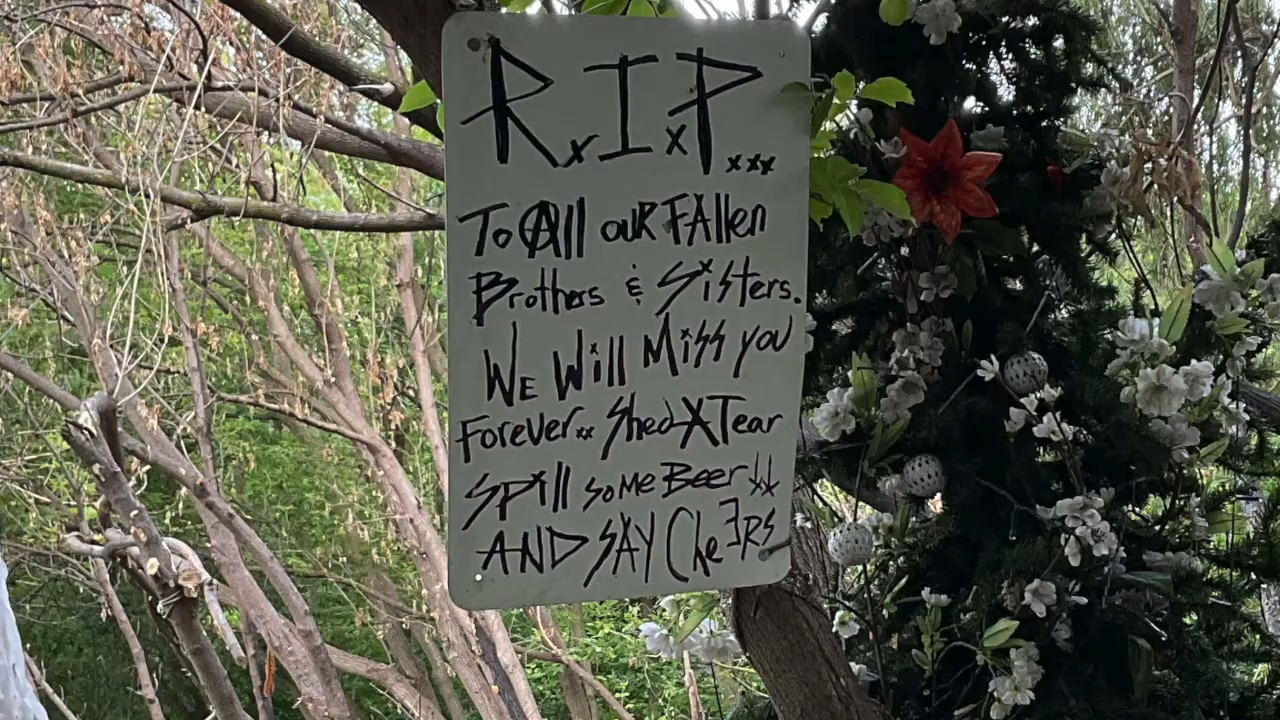 R.I.P...
To All our Fallen
Brothers & Sisters.
We Will Miss you
Forever.. Shed A Tear
Spill some Beer!!
AND SAY CheERS